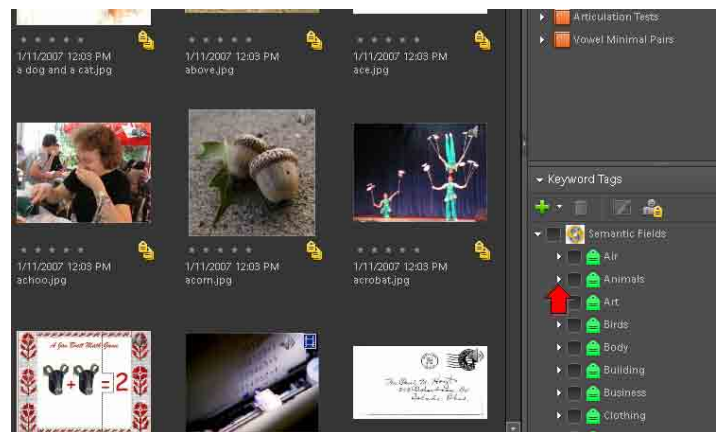 1/11/2007 12:03 PM
a dog and a cat.jpg
1/11/2007 12:03 PM
above.jpg
1/11/2007 12:03 PM
ace.jpg
Articulation Tests
Vowel Minimal Pairs
1/11/2007 12:03 PM
achoo.jpg
1/11/2007 12:03 PM
acorn.jpg
1/11/2007 12:03 PM
acrobat.jpg
Keyword Tags
Semantic Fields
Air
Animals
Art
Birds
Body
Building
Business
Clothing
+ = 2